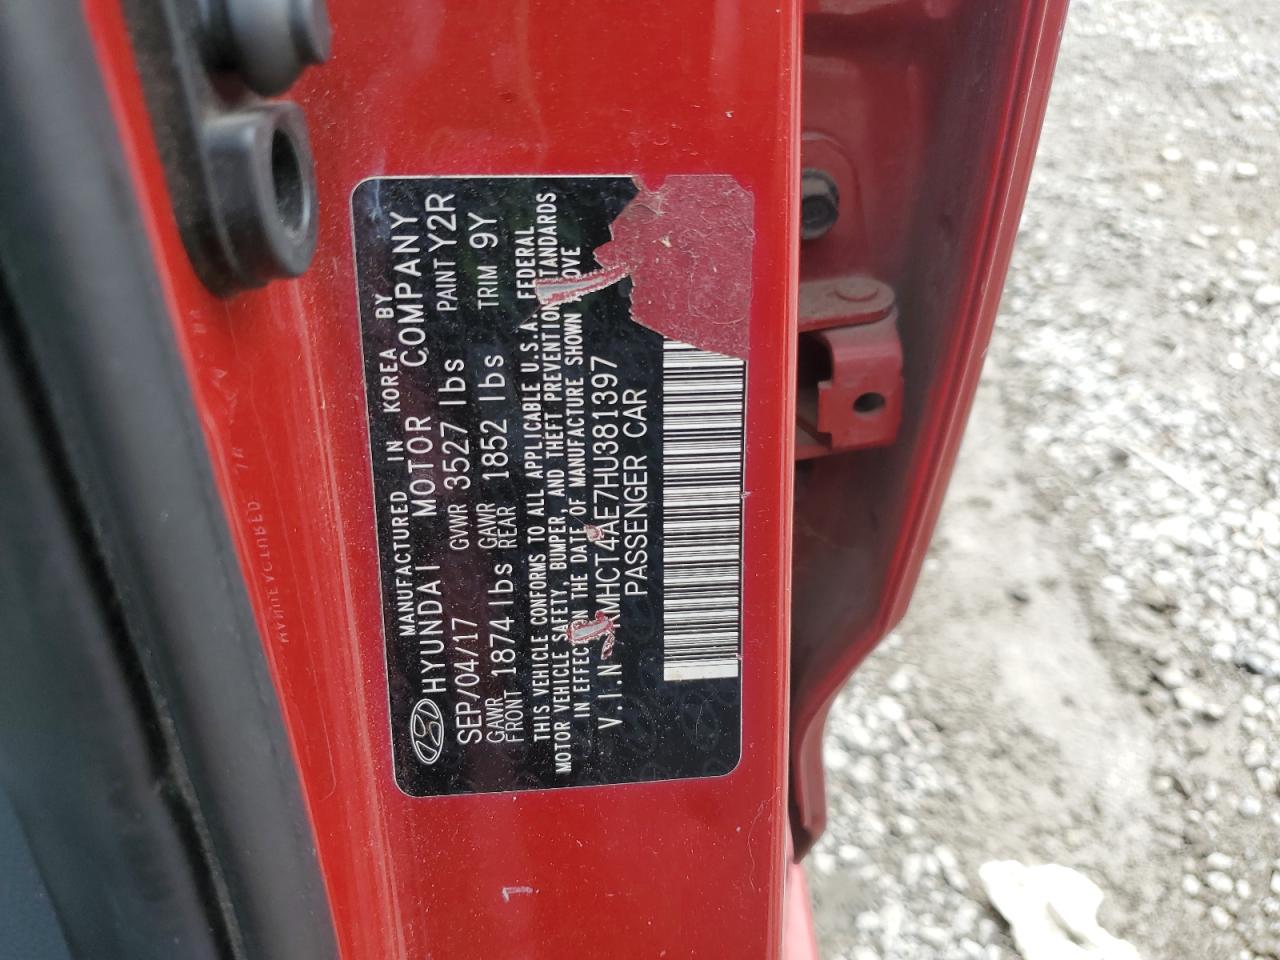 MANUFACTURED IN KOREA BY
HYUNDAI MOTOR COMPANY
SEP/04/17 GVWR 3527 lbs PAINT Y2R
GAWR FRONT 1874 lbs GAWR REAR 1852 lbs TRIM 9Y
THIS VEHICLE CONFORMS TO ALL APPLICABLE U.S.A. FEDERAL
MOTOR VEHICLE SAFETY, BUMPER, AND THEFT PREVENTION STANDARDS
IN EFFECT ON THE DATE OF MANUFACTURE SHOWN
V.I.N KMHCT4AE7HU381397
PASSENGER CAR